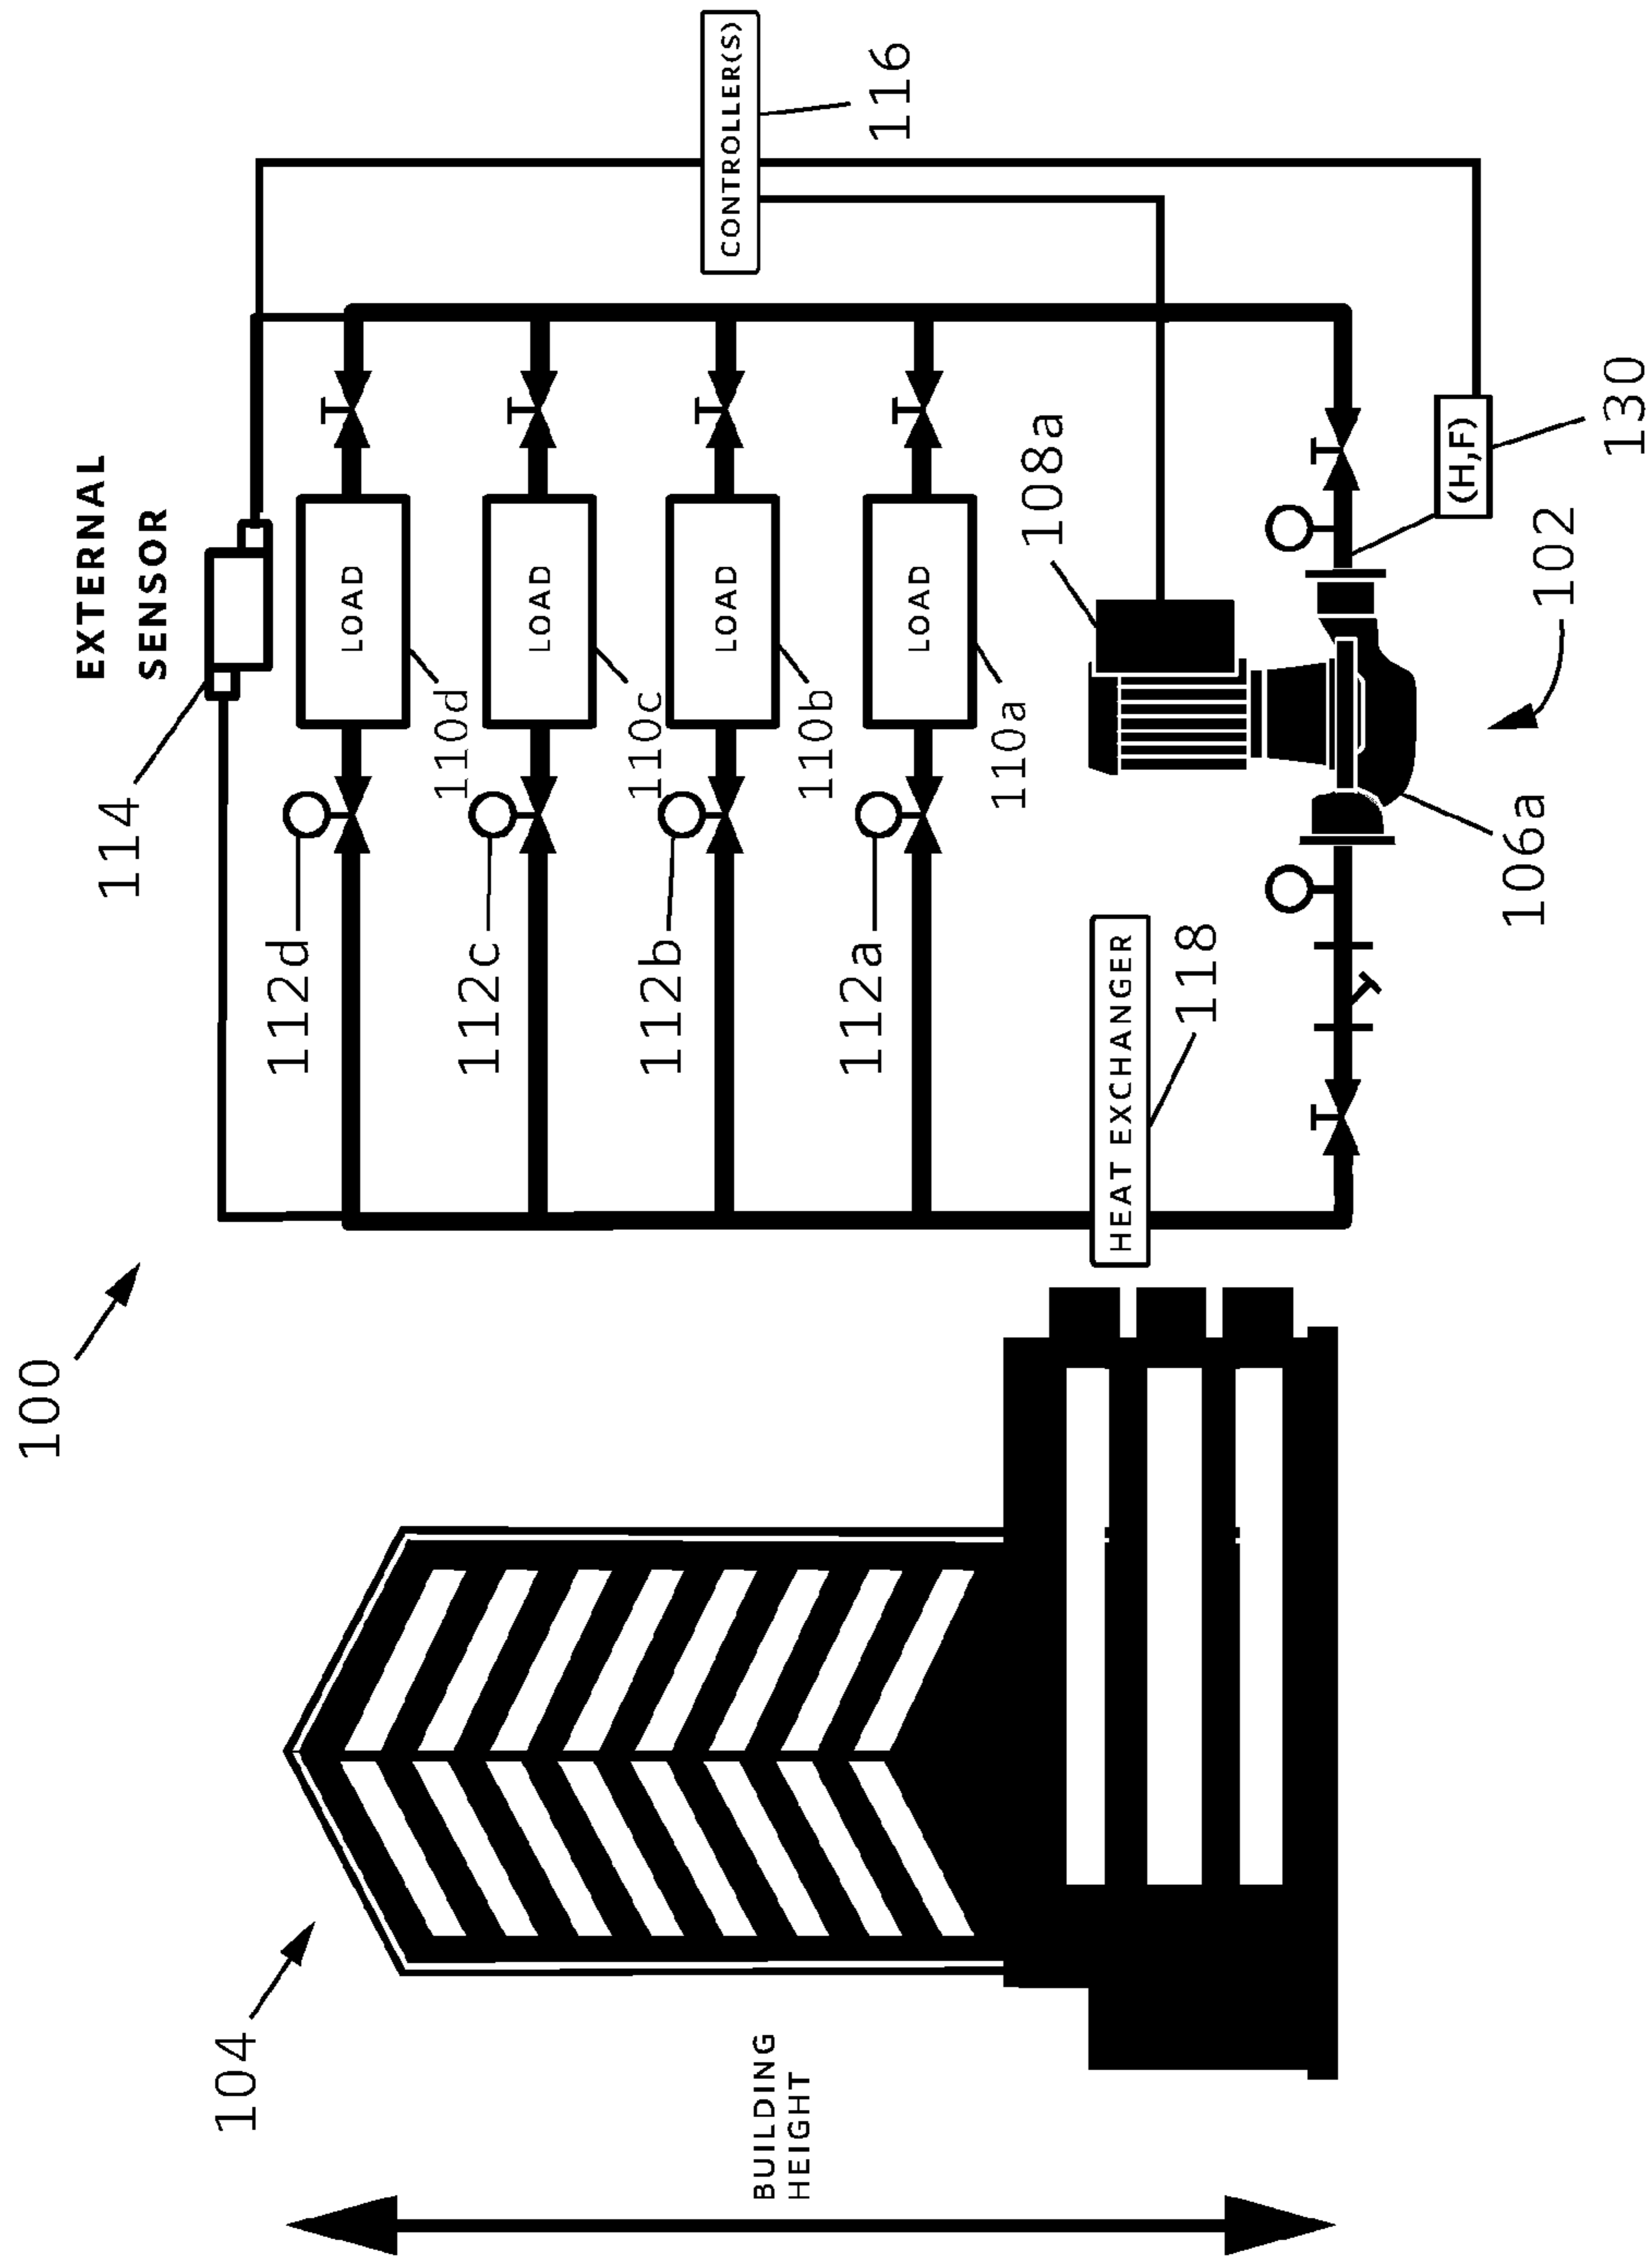 100
104
BUILDING
HEIGHT
EXTERNAL
SENSOR
114
LOAD
110d
112d
LOAD
110c
112c
LOAD
110b
112b
LOAD
110a
112a
CONTROLLER(S)
116
108a
HEAT EXCHANGER
118
(H,F)
130
102
106a